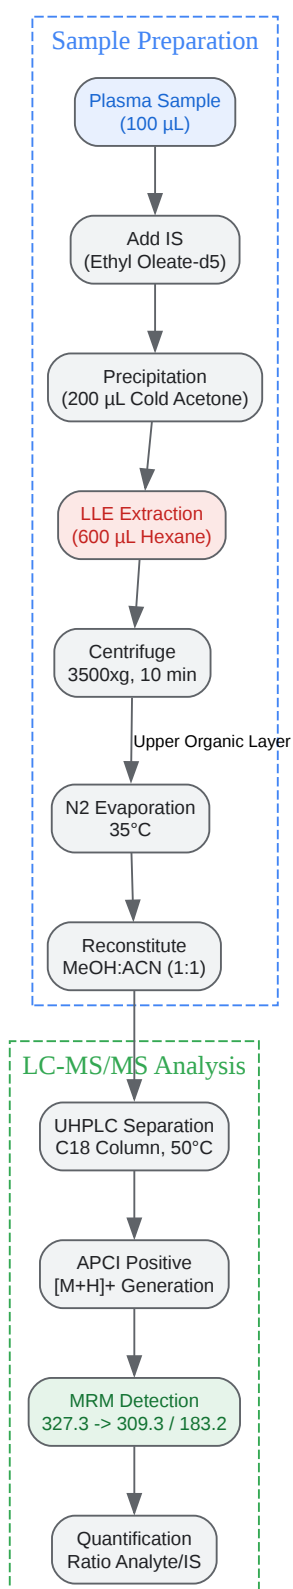 Sample Preparation
Plasma Sample
(100 µL)
Add IS
(Ethyl Oleate-d5)
Precipitation
(200 µL Cold Acetone)
LLE Extraction
(600 µL Hexane)
Centrifuge
3500xg, 10 min
Upper Organic Layer
N2 Evaporation
35°C
Reconstitute
MeOH:ACN (1:1)
LC-MS/MS Analysis
UHPLC Separation
C18 Column, 50°C
APCI Positive
[M+H]+ Generation
MRM Detection
327.3 -> 309.3 / 183.2
Quantification
Ratio Analyte/IS